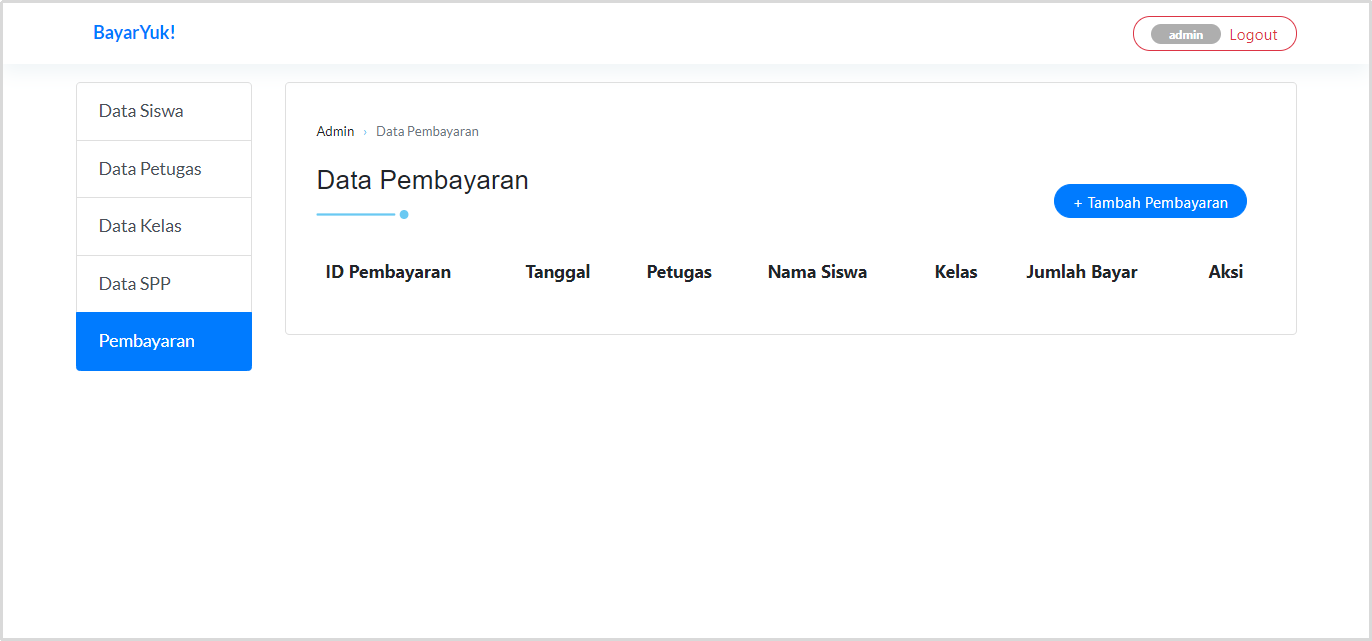 BayarYuk!
admin Logout
Data Siswa
Data Petugas
Data Kelas
Data SPP
Pembayaran
Admin › Data Pembayaran
Data Pembayaran
+ Tambah Pembayaran
ID Pembayaran Tanggal Petugas Nama Siswa Kelas Jumlah Bayar Aksi